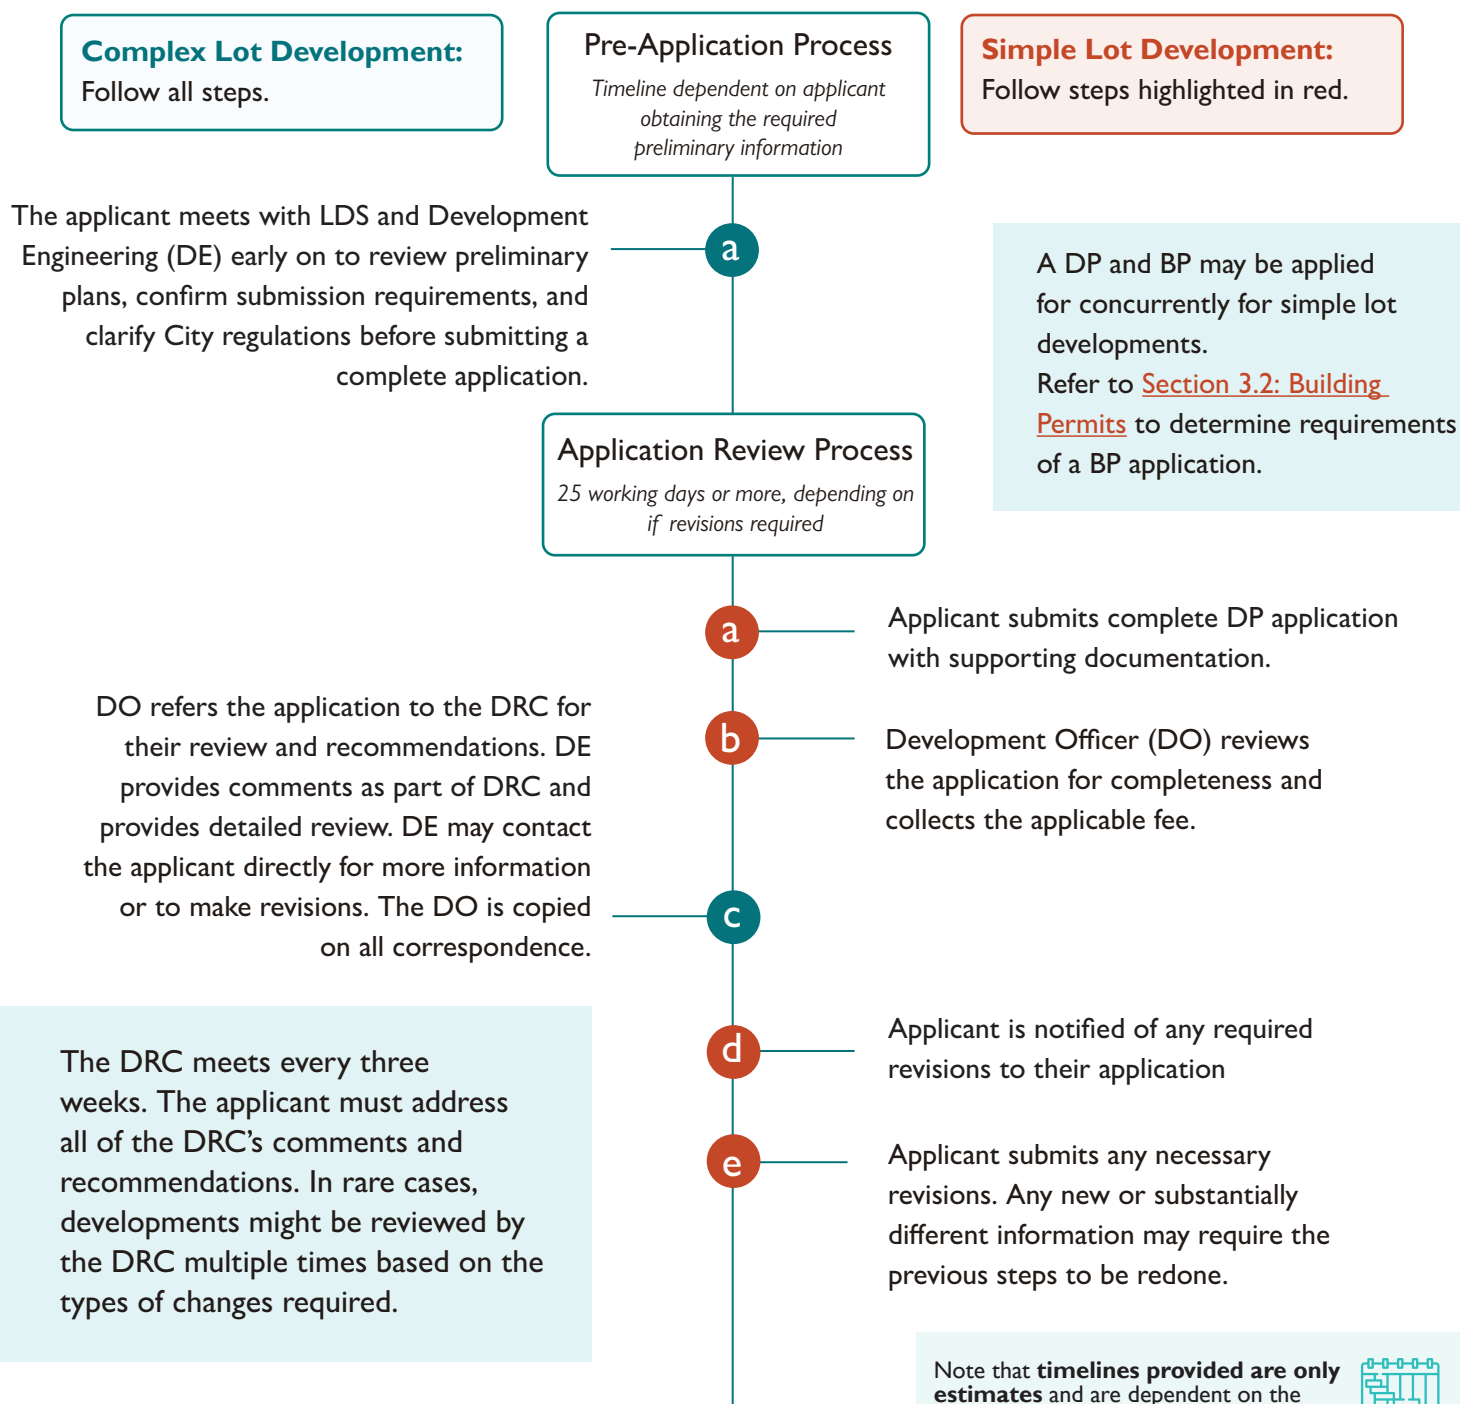 Complex Lot Development:
Follow all steps.
Pre-Application Process
Timeline dependent on applicant
obtaining the required
preliminary information
Simple Lot Development:
Follow steps highlighted in red.
The applicant meets with LDS and Development
Engineering (DE) early on to review preliminary
plans, confirm submission requirements, and
clarify City regulations before submitting a
complete application.
a
A DP and BP may be applied
for concurrently for simple lot
developments.
Refer to Section 3.2: Building
Permits to determine requirements
of a BP application.
Application Review Process
25 working days or more, depending on
if revisions required
a
Applicant submits complete DP application
with supporting documentation.
b
Development Officer (DO) reviews
the application for completeness and
collects the applicable fee.
DO refers the application to the DRC for
their review and recommendations. DE
provides comments as part of DRC and
provides detailed review. DE may contact
the applicant directly for more information
or to make revisions. The DO is copied
on all correspondence.
c
d
Applicant is notified of any required
revisions to their application
The DRC meets every three
weeks. The applicant must address
all of the DRC's comments and
recommendations. In rare cases,
developments might be reviewed by
the DRC multiple times based on the
types of changes required.
e
Applicant submits any necessary
revisions. Any new or substantially
different information may require the
previous steps to be redone.
Note that timelines provided are only
estimates and are dependent on the